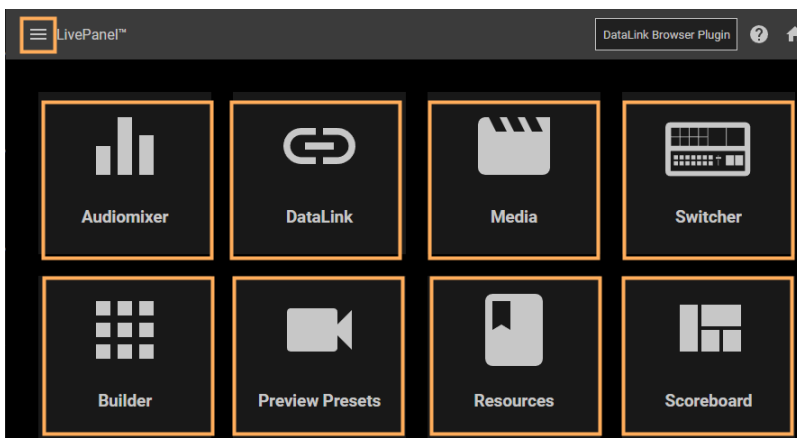 LivePanel™
DataLink Browser Plugin
Audiomixer
DataLink
Media
Switcher
Builder
Preview Presets
Resources
Scoreboard